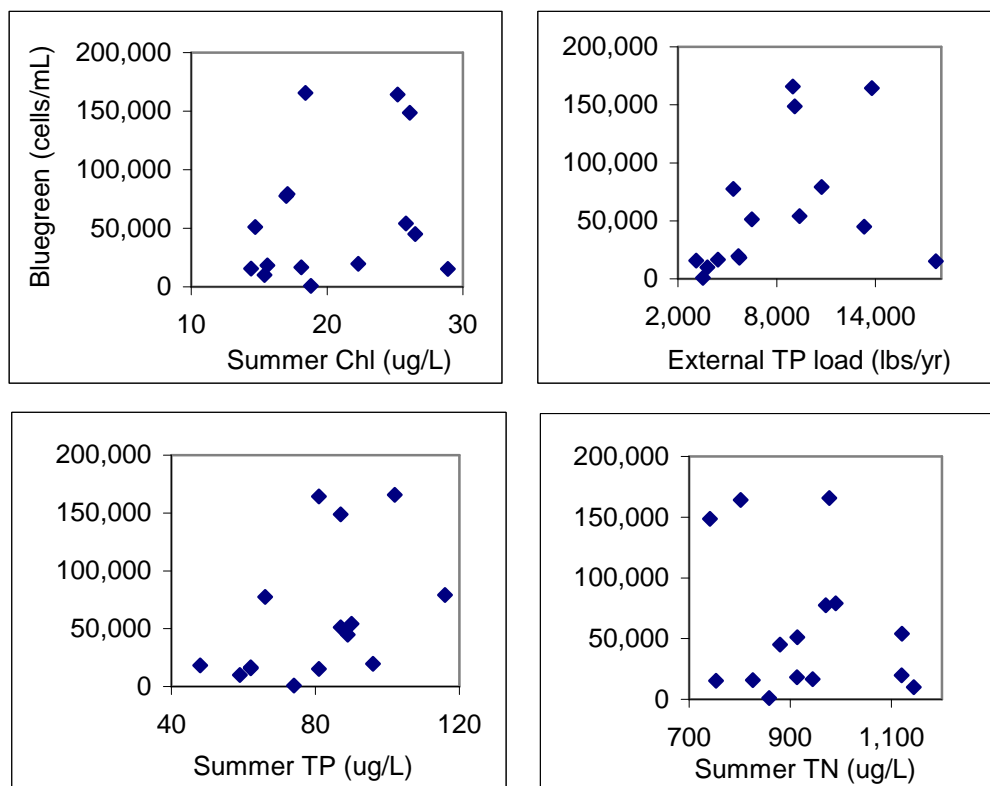 200,000
150,000
100,000
50,000
0
Bluegreen (cells/mL)
10 20 30
Summer Chl (ug/L)
200,000
150,000
100,000
50,000
0
2,000 8,000 14,000
External TP load (lbs/yr)
200,000
150,000
100,000
50,000
0
40 80 120
Summer TP (ug/L)
200,000
150,000
100,000
50,000
0
700 900 1,100
Summer TN (ug/L)